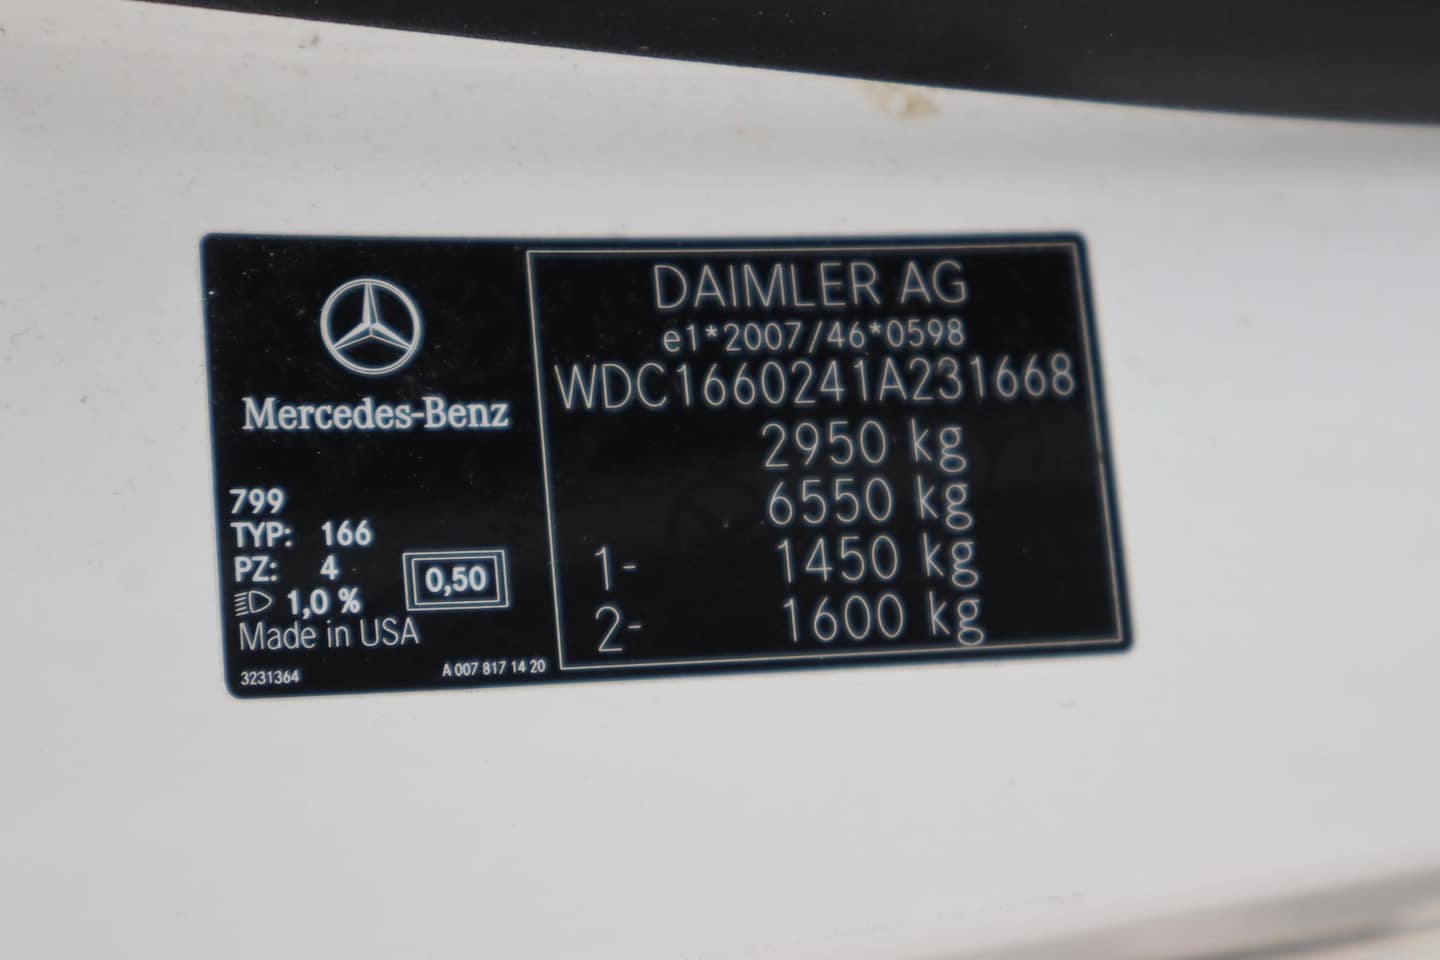 Mercedes-Benz
799
TYP: 166
PZ: 4
1,0 %
0,50
Made in USA
3231364
A 007 817 14 20
DAIMLER AG
e1*2007/46*0598
WDC1660241A231668
2950 kg
6550 kg
1- 1450 kg
2- 1600 kg